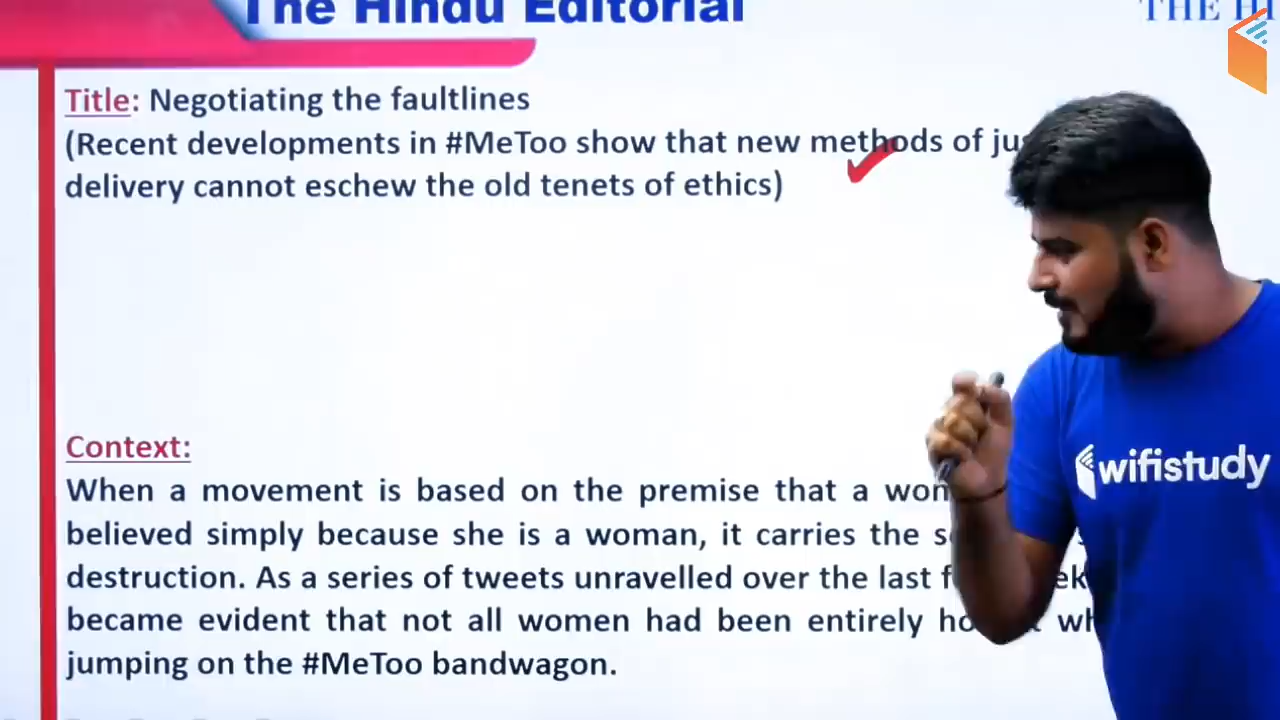 The Hindu Editorial
THE HI
Title: Negotiating the faultlines
(Recent developments in #MeToo show that new methods of
delivery cannot eschew the old tenets of ethics)
Context:
When a movement is based on the premise that a
believed simply because she is a woman, it carries the
destruction. As a series of tweets unravelled over the last
became evident that not all women had been entirely
jumping on the #MeToo bandwagon.
wifistudy